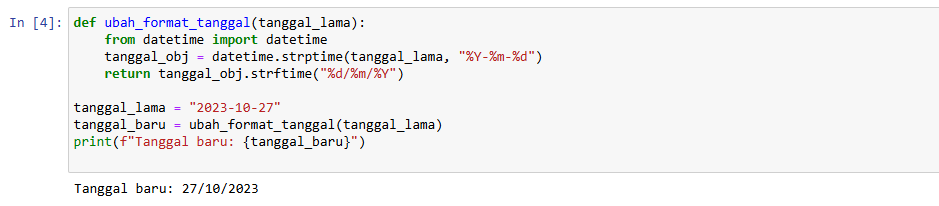 In [4]: def ubah_format_tanggal(tanggal_lama):
    from datetime import datetime
    tanggal_obj = datetime.strptime(tanggal_lama, "%Y-%m-%d")
    return tanggal_obj.strftime("%d/%m/%Y")
tanggal_lama = "2023-10-27"
tanggal_baru = ubah_format_tanggal(tanggal_lama)
print(f"Tanggal baru: {tanggal_baru}")
Tanggal baru: 27/10/2023